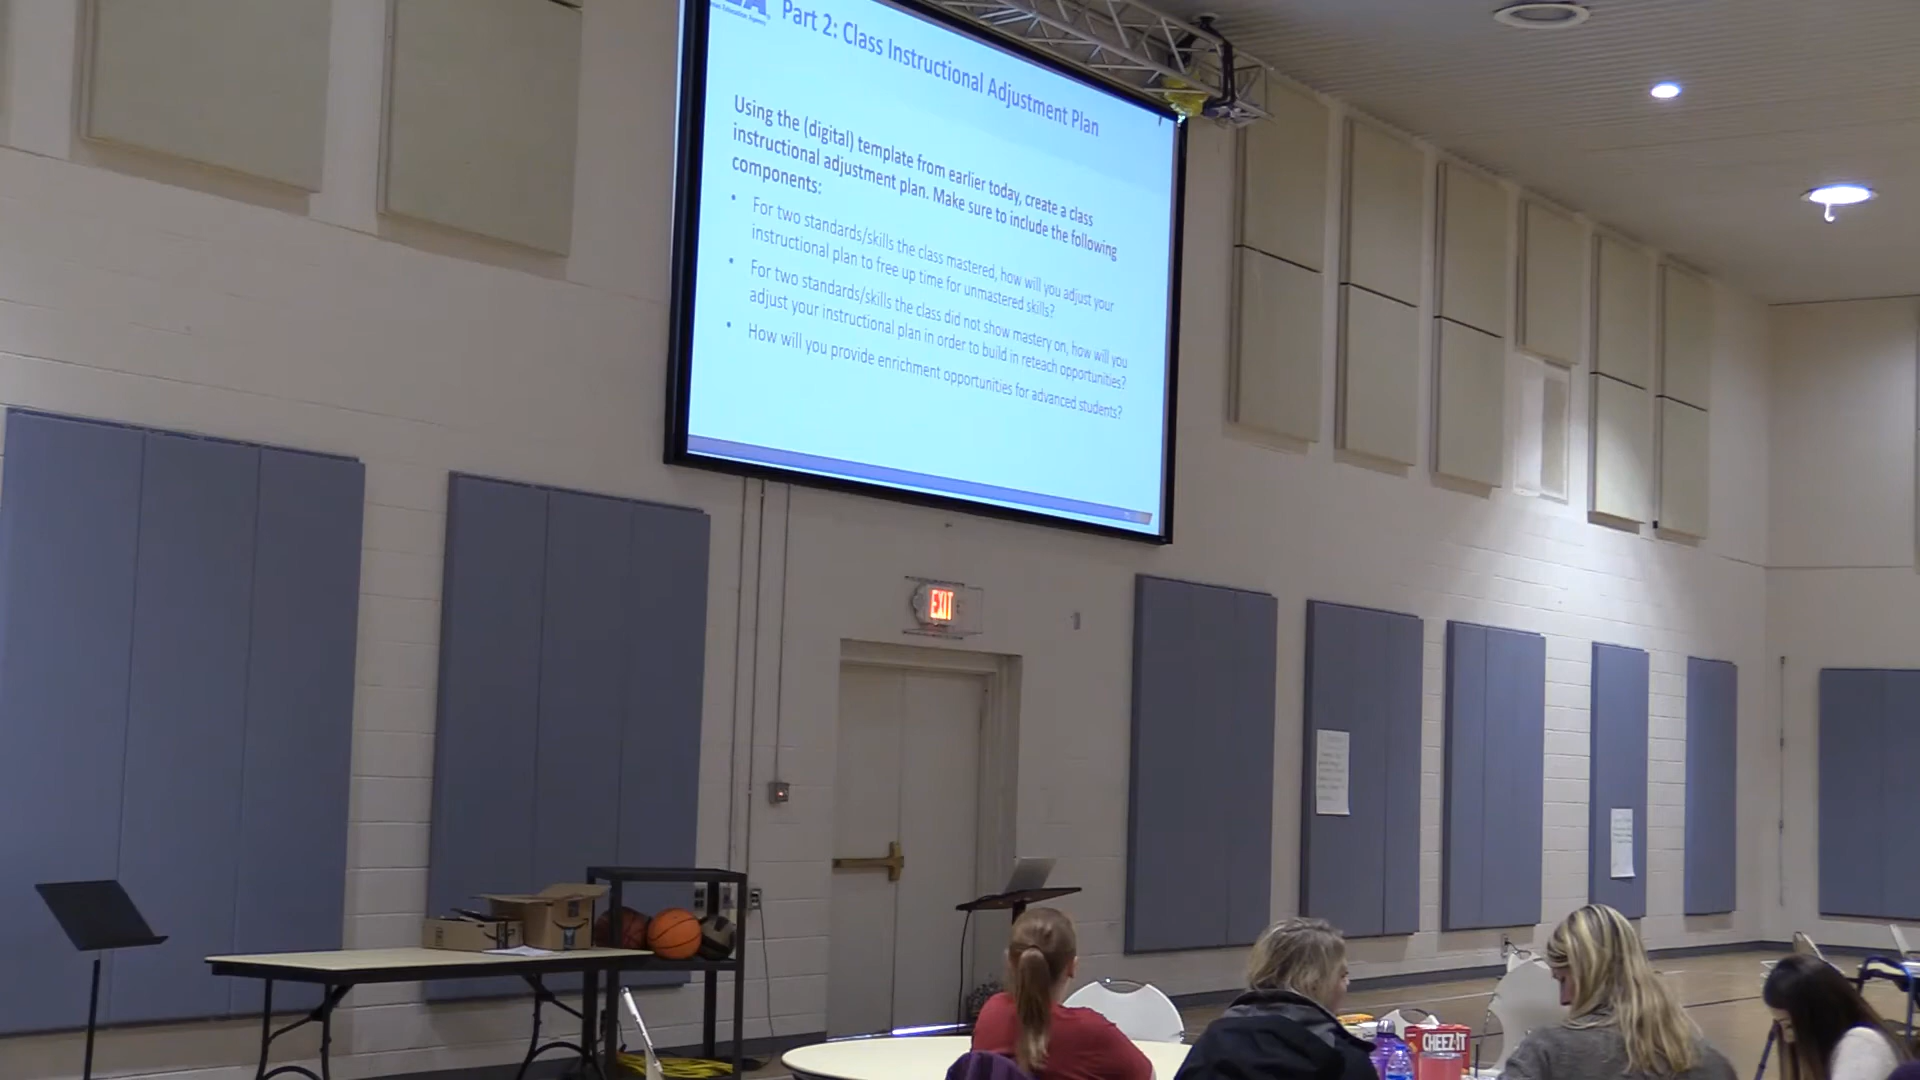 Part 2: Class Instructional Adjustment Plan
Using the (digital) template from earlier today, create a class
instructional adjustment plan. Make sure to include the following
components:
• For two standards/skills the class mastered, how will you adjust your
instructional plan to free up time for unmastered skills?
• For two standards/skills the class did not show mastery on, how will you
adjust your instructional plan in order to build in reteach opportunities?
• How will you provide enrichment opportunities for advanced students?
EXIT
CHEEZ-IT